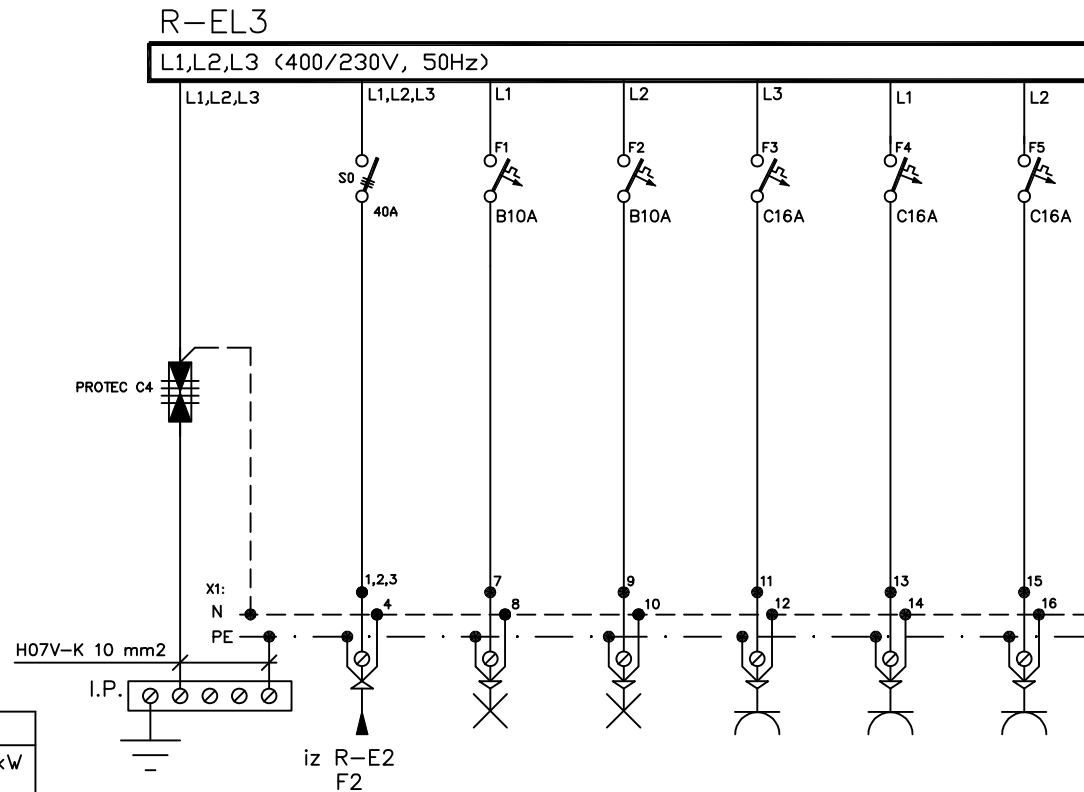 R-EL3
L1,L2,L3 (400/230V, 50Hz)
L1,L2,L3
L1,L2,L3
L1
L2
L3
L1
L2
S0
F1
F2
F3
F4
F5
40A
B10A
B10A
C16A
C16A
C16A
PROTEC C4
X1:
1,2,3
7
9
11
13
15
N
4
8
10
12
14
16
PE
H07V-K 10 mm2
I.P.
iz R-E2
F2